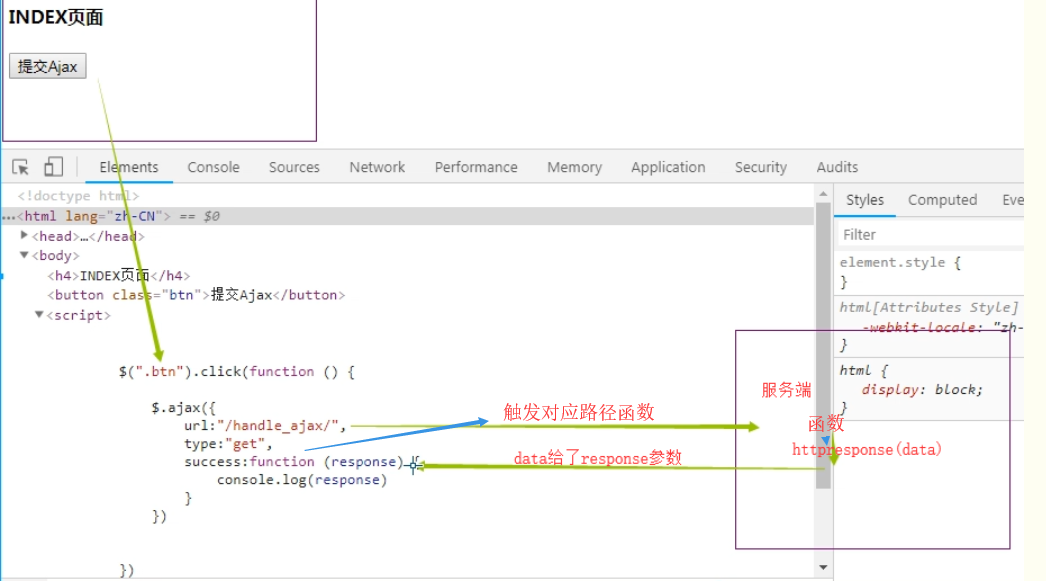 INDEX页面
提交Ajax
Elements Console Sources Network Performance Memory Application Security Audits
<!doctype html>
…<html lang="zh-CN"> == $0
<head>…</head>
<body>
<h4>INDEX页面</h4>
<button class="btn">提交Ajax</button>
<script>
$(".btn").click(function () {
$.ajax({
url:"/handle_ajax/",
type:"get",
success:function (response)
console.log(response)
}
})
})
触发对应路径函数
data给了response参数
Styles Computed Eve
Filter
element.style {
}
html[Attributes Style]
-webkit-locale: "zh-
}
html {
display: block;
}
服务端
函数
httpresponse(data)